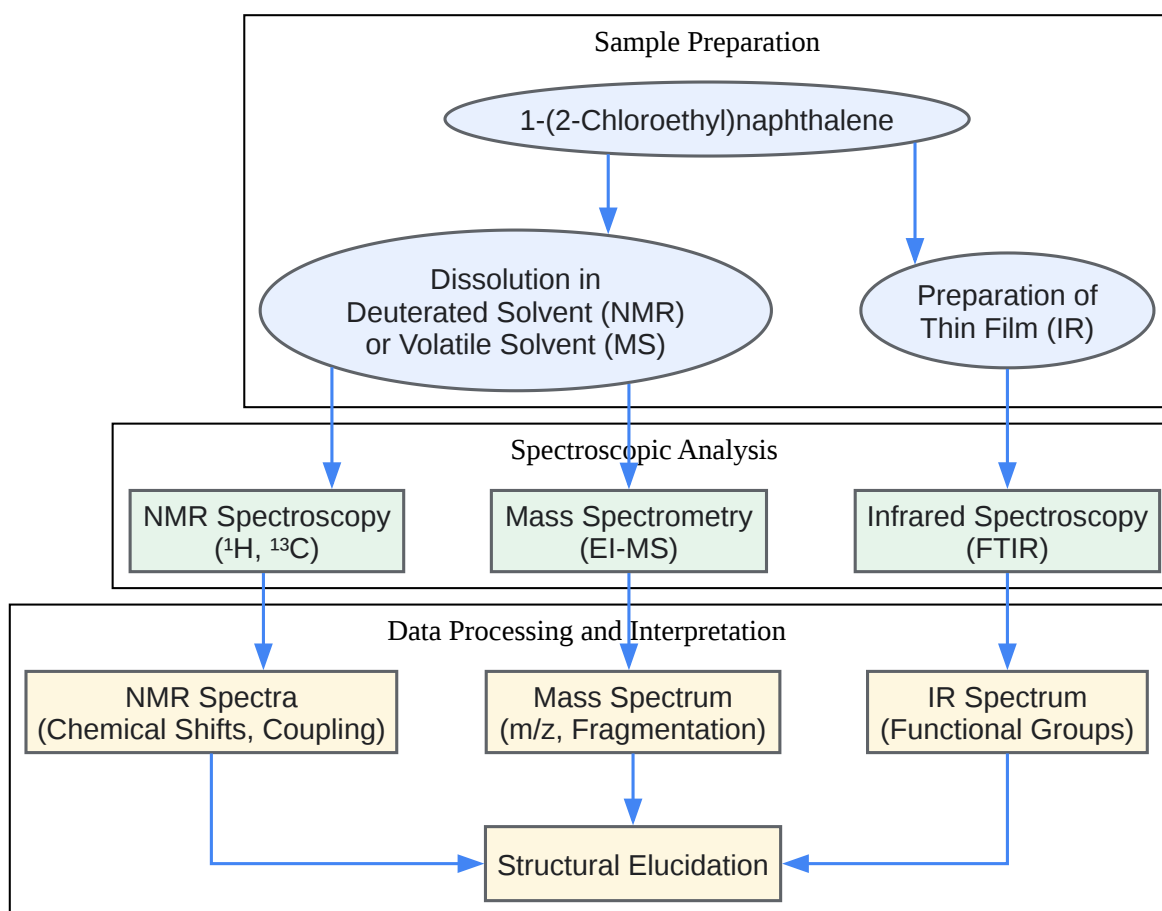 Sample Preparation
1-(2-Chloroethyl)naphthalene
Dissolution in
Deuterated Solvent (NMR)
or Volatile Solvent (MS)
Preparation of
Thin Film (IR)
Spectroscopic Analysis
NMR Spectroscopy
(¹H, ¹³C)
Mass Spectrometry
(EI-MS)
Infrared Spectroscopy
(FTIR)
Data Processing and Interpretation
NMR Spectra
(Chemical Shifts, Coupling)
Mass Spectrum
(m/z, Fragmentation)
IR Spectrum
(Functional Groups)
Structural Elucidation